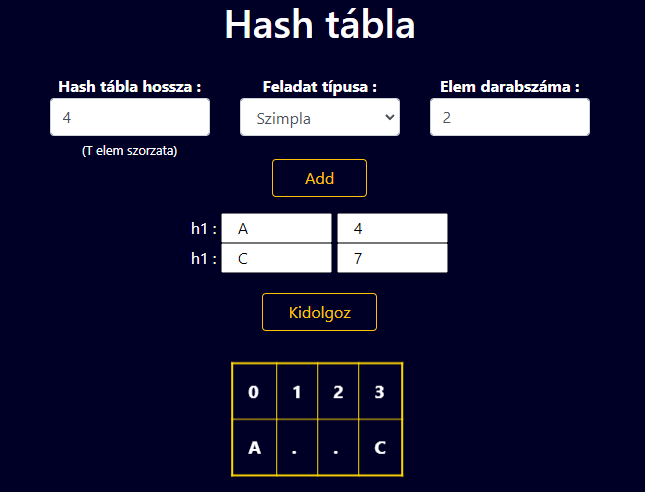 Hash tábla
Hash tábla hossza : Feladat típusa : Elem darabszáma :
4 Szimpla 2
(T elem szorzata)
Add
h1 : A 4
h1 : C 7
Kidolgoz
0 1 2 3
A . . C